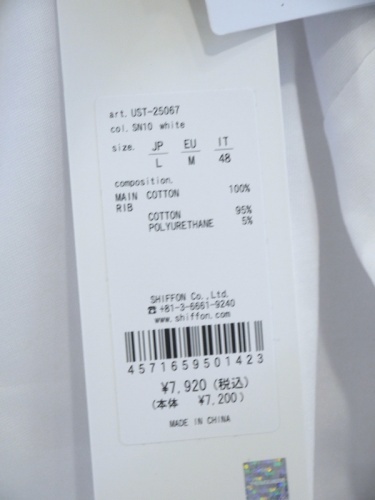 art. UST-25067
col. SN10 white
size. JP EU IT
L M 48
composition.
MAIN COTTON 100%
RIB
COTTON 95%
POLYURETHANE 5%
SHIFFON Co.,Ltd.
☎+81-3-6661-9240
www.shiffon.com
4571659501423
¥7,920(税込)
(本体 ¥7,200)
MADE IN CHINA